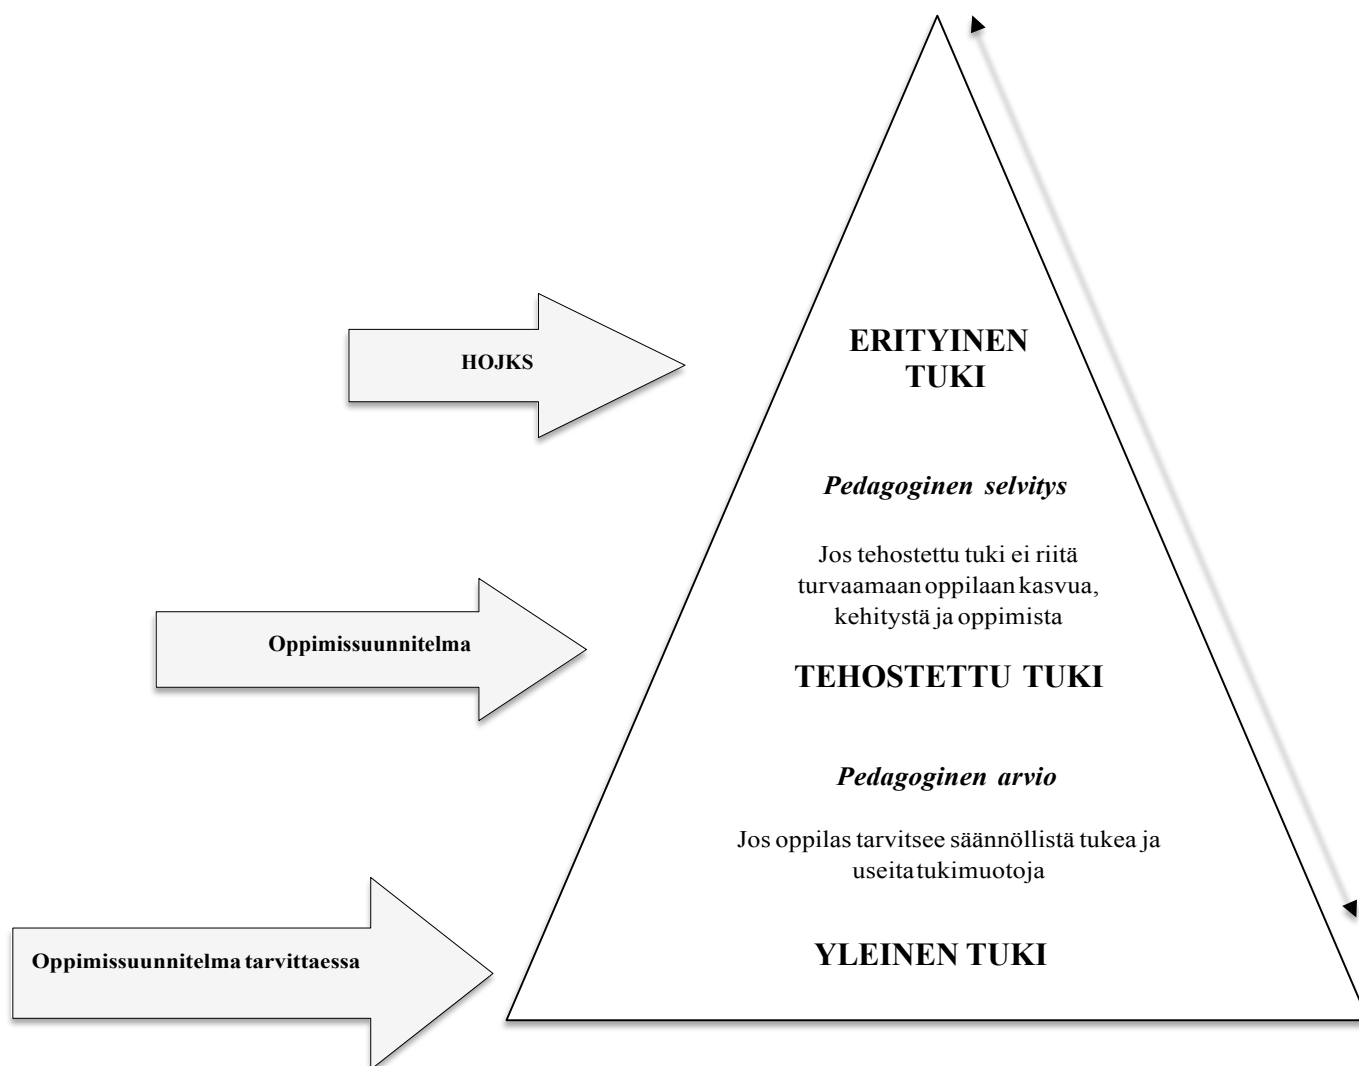 ERITYINEN
TUKI
HOJKS
Pedagoginen selvitys
Jos tehostettu tuki ei riitä
turvaamaan oppilaan kasvua,
kehitystä ja oppimista
Oppimissuunnitelma
TEHOSTETTU TUKI
Pedagoginen arvio
Jos oppilas tarvitsee säännöllistä tukea ja
useita tukimuotoja
YLEINEN TUKI
Oppimissuunnitelma tarvittaessa